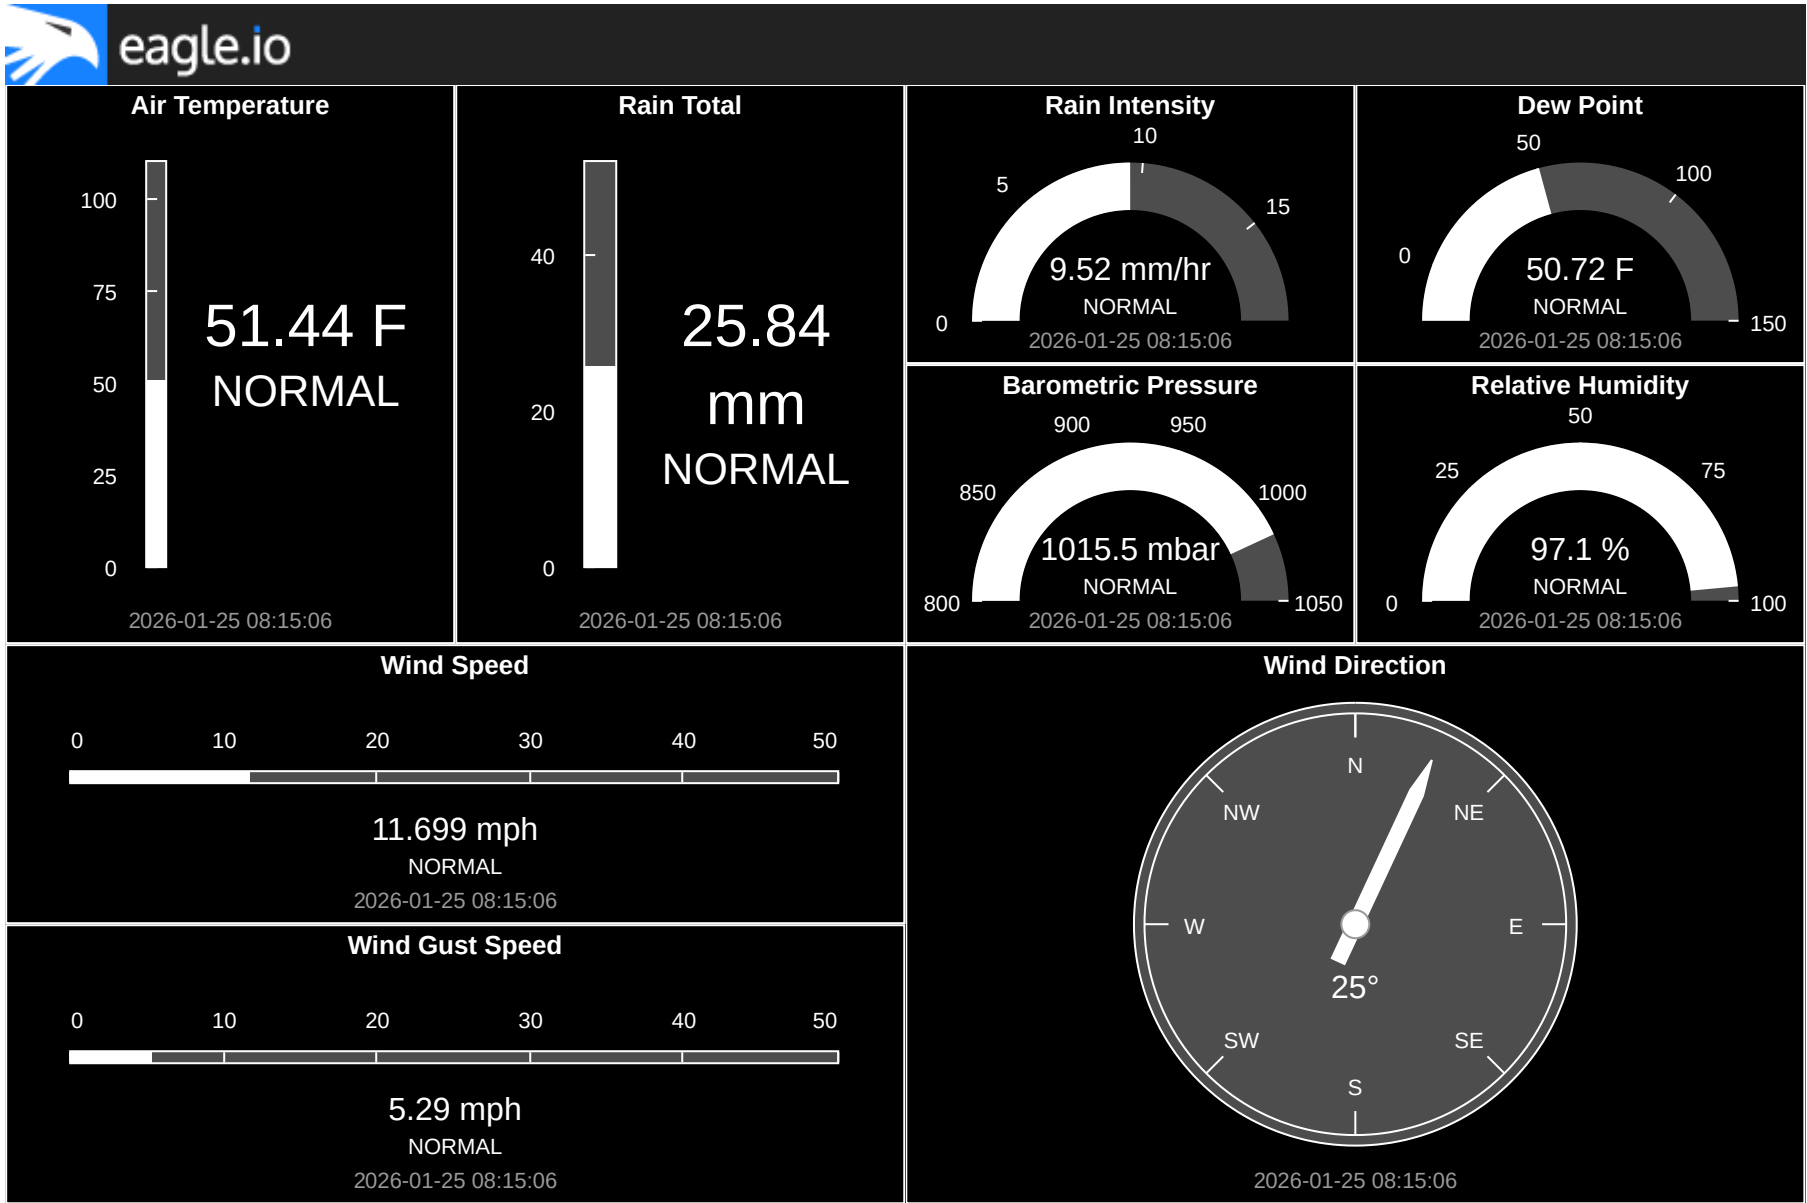 eagle.io
Air Temperature
100
75
50
25
0
51.44 F
NORMAL
2026-01-25 08:15:06
Rain Total
40
20
0
25.84
mm
NORMAL
2026-01-25 08:15:06
Rain Intensity
0
5
10
15
9.52 mm/hr
NORMAL
2026-01-25 08:15:06
Dew Point
0
50
100
150
50.72 F
NORMAL
2026-01-25 08:15:06
Barometric Pressure
800
850
900
950
1000
1050
1015.5 mbar
NORMAL
2026-01-25 08:15:06
Relative Humidity
0
25
50
75
100
97.1 %
NORMAL
2026-01-25 08:15:06
Wind Speed
0 10 20 30 40 50
11.699 mph
NORMAL
2026-01-25 08:15:06
Wind Gust Speed
0 10 20 30 40 50
5.29 mph
NORMAL
2026-01-25 08:15:06
Wind Direction
N
NW NE
W E
25°
SW SE
S
2026-01-25 08:15:06